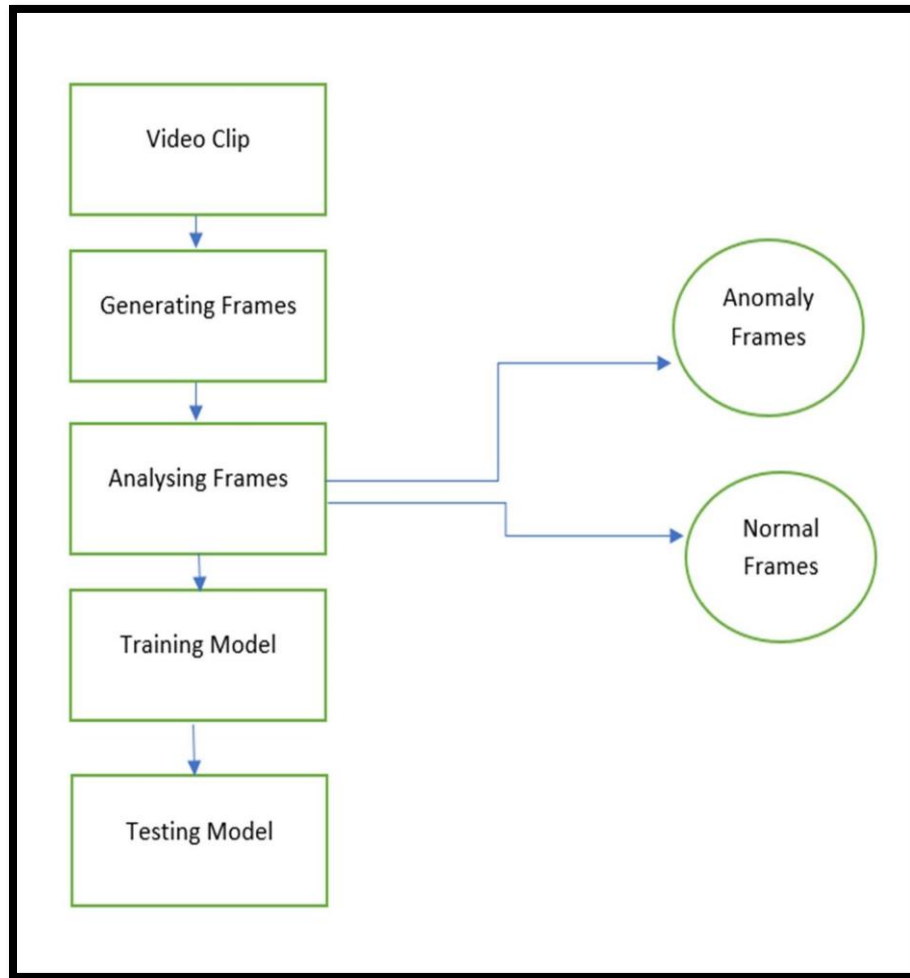 Video Clip
Generating Frames
Anomaly
Frames
Analysing Frames
Normal
Frames
Training Model
Testing Model